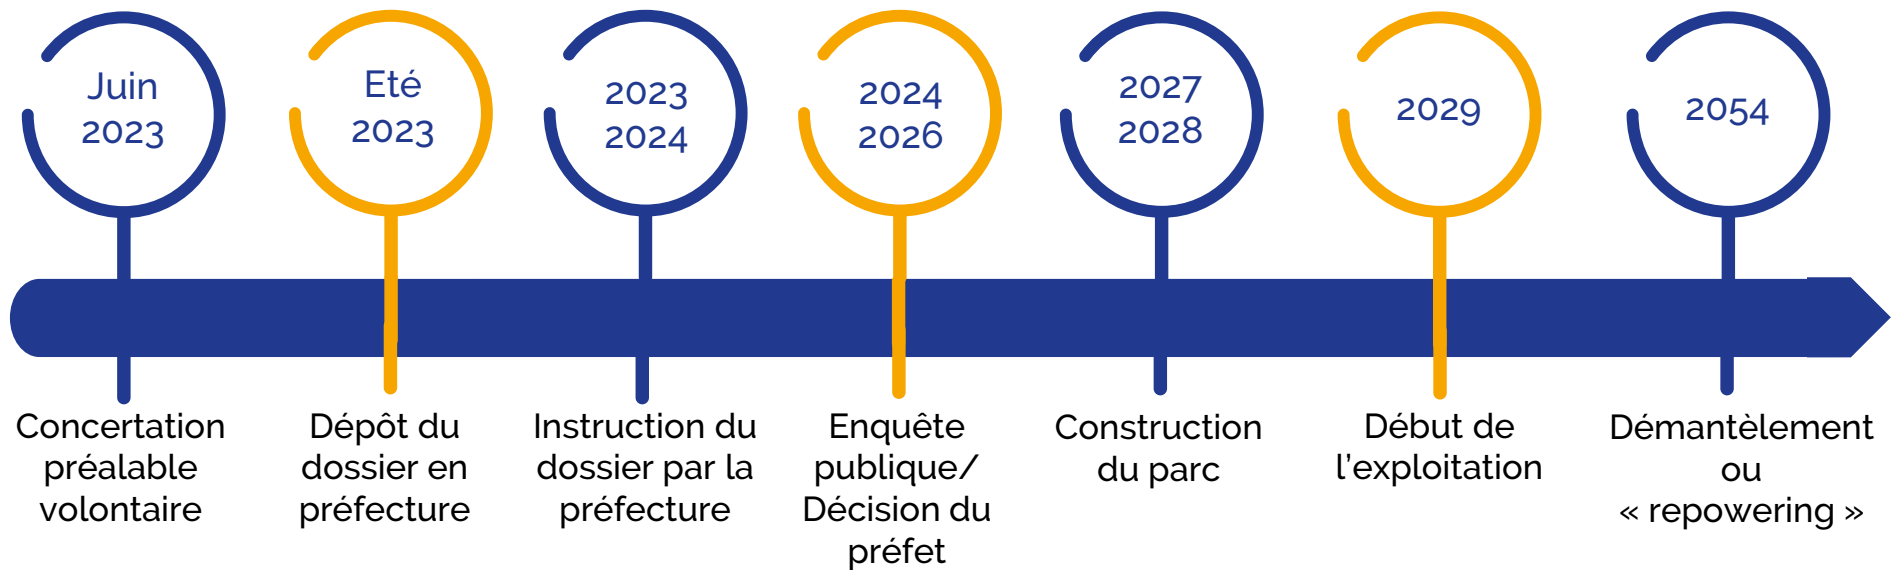 Juin
2023
Eté
2023
2023
2024
2024
2026
2027
2028
2029
2054
Concertation
préalable
volontaire
Dépôt du
dossier en
préfecture
Instruction du
dossier par la
préfecture
Enquête
publique/
Décision du
préfet
Construction
du parc
Début de
l’exploitation
Démantèlement
ou
« repowering »